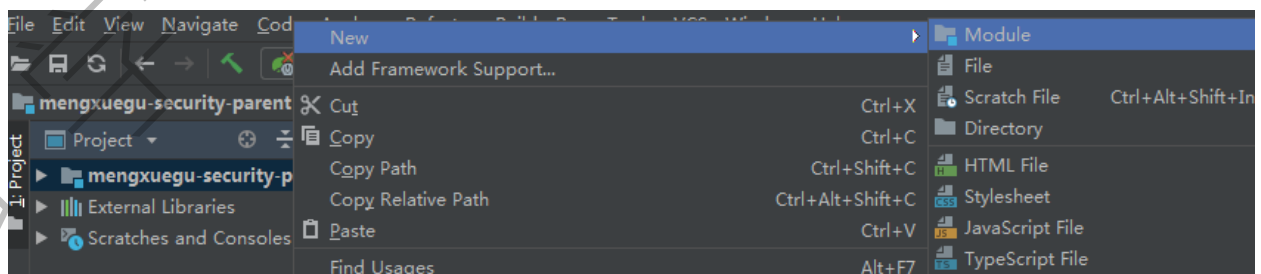 File Edit View Navigate Cod
New
Module
Add Framework Support...
File
mengxuegu-security-parent
Cut Ctrl+X
Scratch File Ctrl+Alt+Shift+In
1: Project
Project
Copy Ctrl+C
Directory
mengxuegu-security-p
Copy Path Ctrl+Shift+C
HTML File
External Libraries
Copy Relative Path Ctrl+Alt+Shift+C
Stylesheet
Scratches and Consoles
Paste Ctrl+V
JavaScript File
Find Usages Alt+F7
TypeScript File